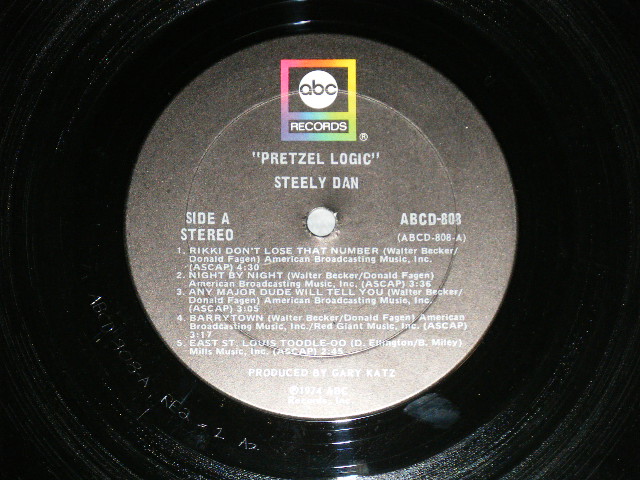 abc
RECORDS
®
"PRETZEL LOGIC"
STEELY DAN
SIDE A
STEREO
ABCD-808
(ABCD-808-A)
1. RIKKI DON'T LOSE THAT NUMBER (Walter Becker/
Donald Fagen) American Broadcasting Music, Inc.
(ASCAP) 4:30
2. NIGHT BY NIGHT (Walter Becker/Donald Fagen)
American Broadcasting Music, Inc. (ASCAP) 3:36
3. ANY MAJOR DUDE WILL TELL YOU (Walter Becker/
Donald Fagen) American Broadcasting Music, Inc.
(ASCAP) 3:05
4. BARRYTOWN (Walter Becker/Donald Fagen) American
Broadcasting Music, Inc./Red Giant Music, Inc. (ASCAP)
3:17
5. EAST ST. LOUIS TOODLE-OO (D. Ellington/B. Miley)
Mills Music, Inc. (ASCAP) 2:45
PRODUCED BY GARY KATZ
©1974 ABC
Records, Inc.